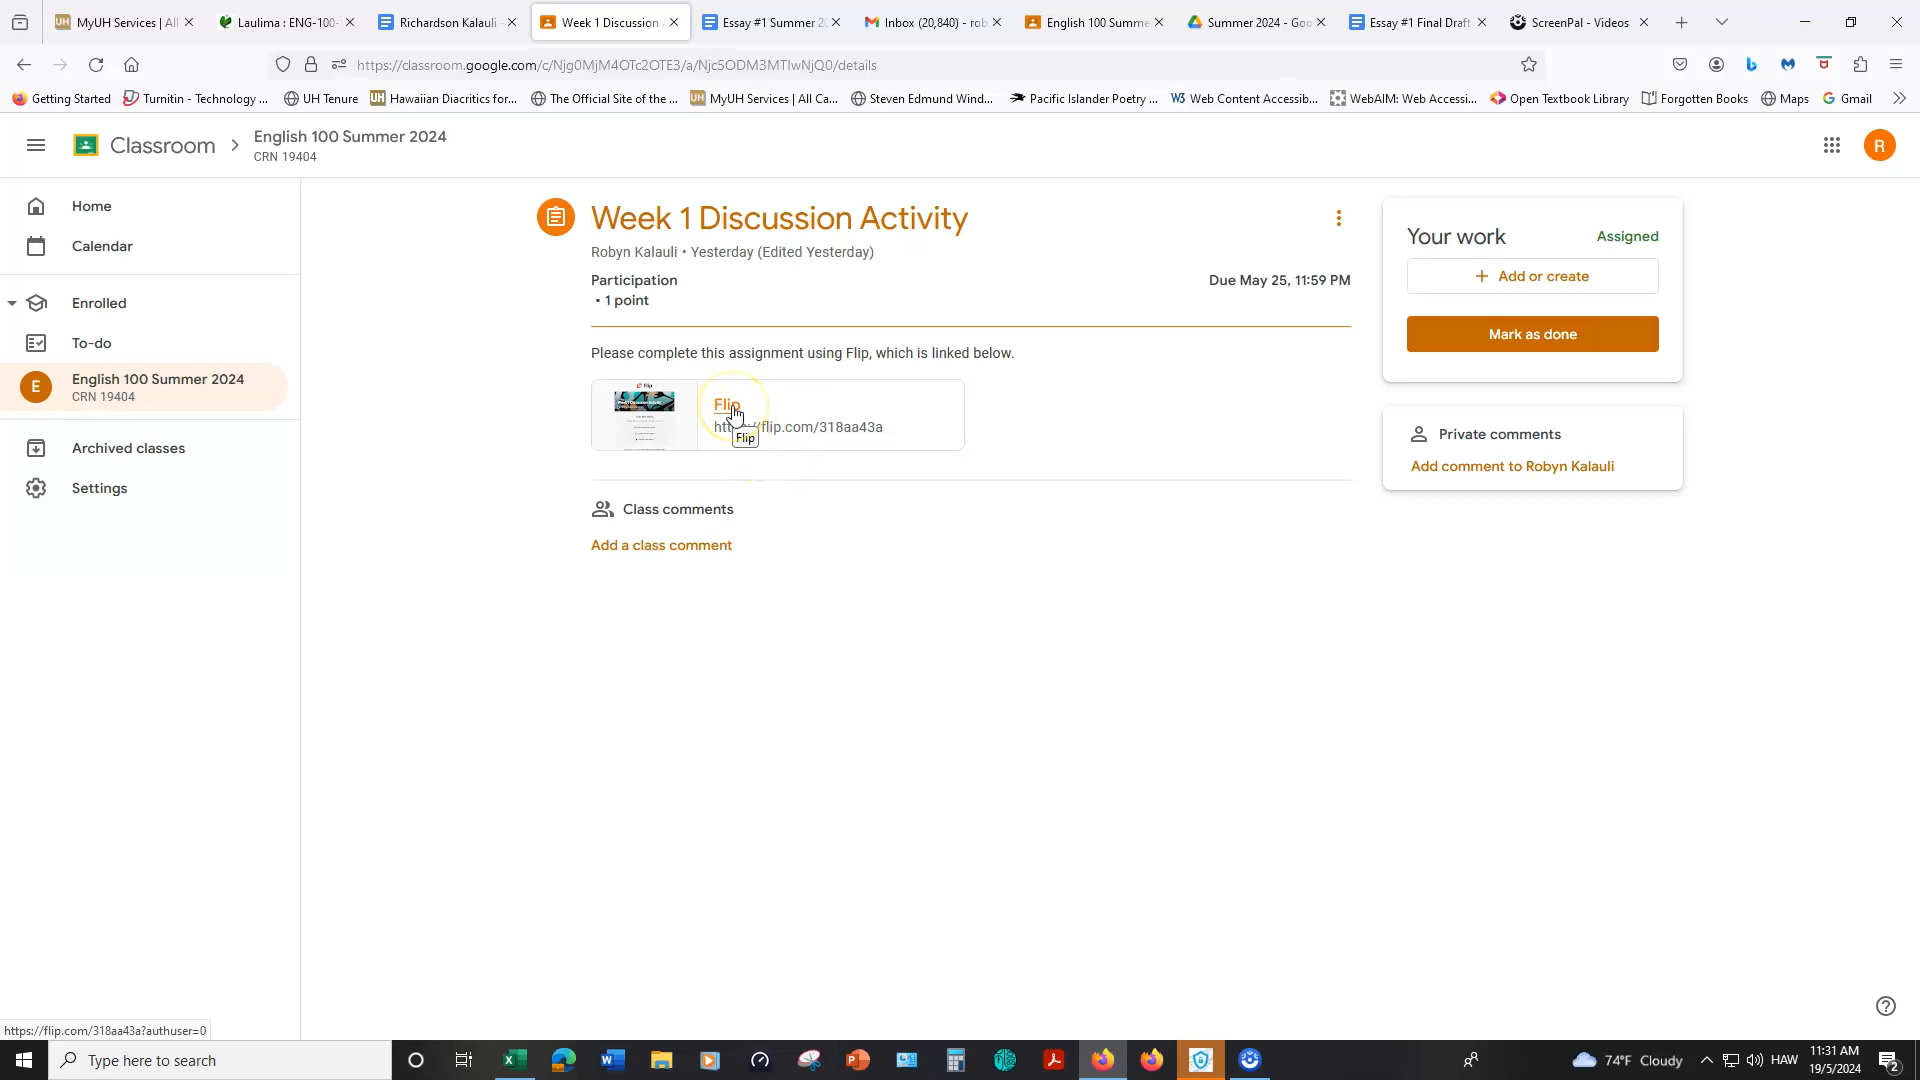 MyUH Services | All
Laulima : ENG-100-
Richardson Kalauli -
Week 1 Discussion A
Essay #1 Summer 2
Inbox (20,840) - rob
English 100 Summe
Summer 2024 - Goo
Essay #1 Final Draft
ScreenPal - Videos
https://classroom.google.com/c/Njg0MjM4OTc2OTE3/a/Njc5ODM3MTIwNjQ0/details
Getting Started
Turnitin - Technology ...
UH Tenure
Hawaiian Diacritics for...
The Official Site of the ...
MyUH Services | All Ca...
Steven Edmund Wind...
Pacific Islander Poetry ...
Web Content Accessib...
WebAIM: Web Accessi...
Open Textbook Library
Forgotten Books
Maps
Gmail
Classroom
English 100 Summer 2024
CRN 19404
R
Home
Calendar
Enrolled
To-do
E
English 100 Summer 2024
CRN 19404
Archived classes
Settings
Week 1 Discussion Activity
Robyn Kalauli • Yesterday (Edited Yesterday)
Participation
• 1 point
Due May 25, 11:59 PM
Please complete this assignment using Flip, which is linked below.
Flip
flip.com/318aa43a
Flip
Class comments
Add a class comment
Your work
Assigned
+ Add or create
Mark as done
Private comments
Add comment to Robyn Kalauli
https://flip.com/318aa43a?authuser=0
Type here to search
74°F Cloudy
HAW
11:31 AM
19/5/2024
2